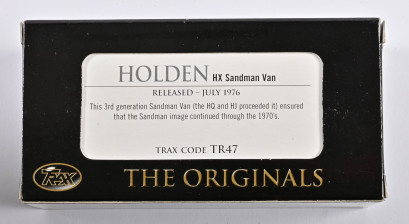 HOLDEN HX Sandman Van
RELEASED - JULY 1976
This 3rd generation Sandman Van (the HQ and HJ proceeded it) ensured
that the Sandman image continued through the 1970's.
TRAX CODE TR47
TRAX
THE ORIGINALS